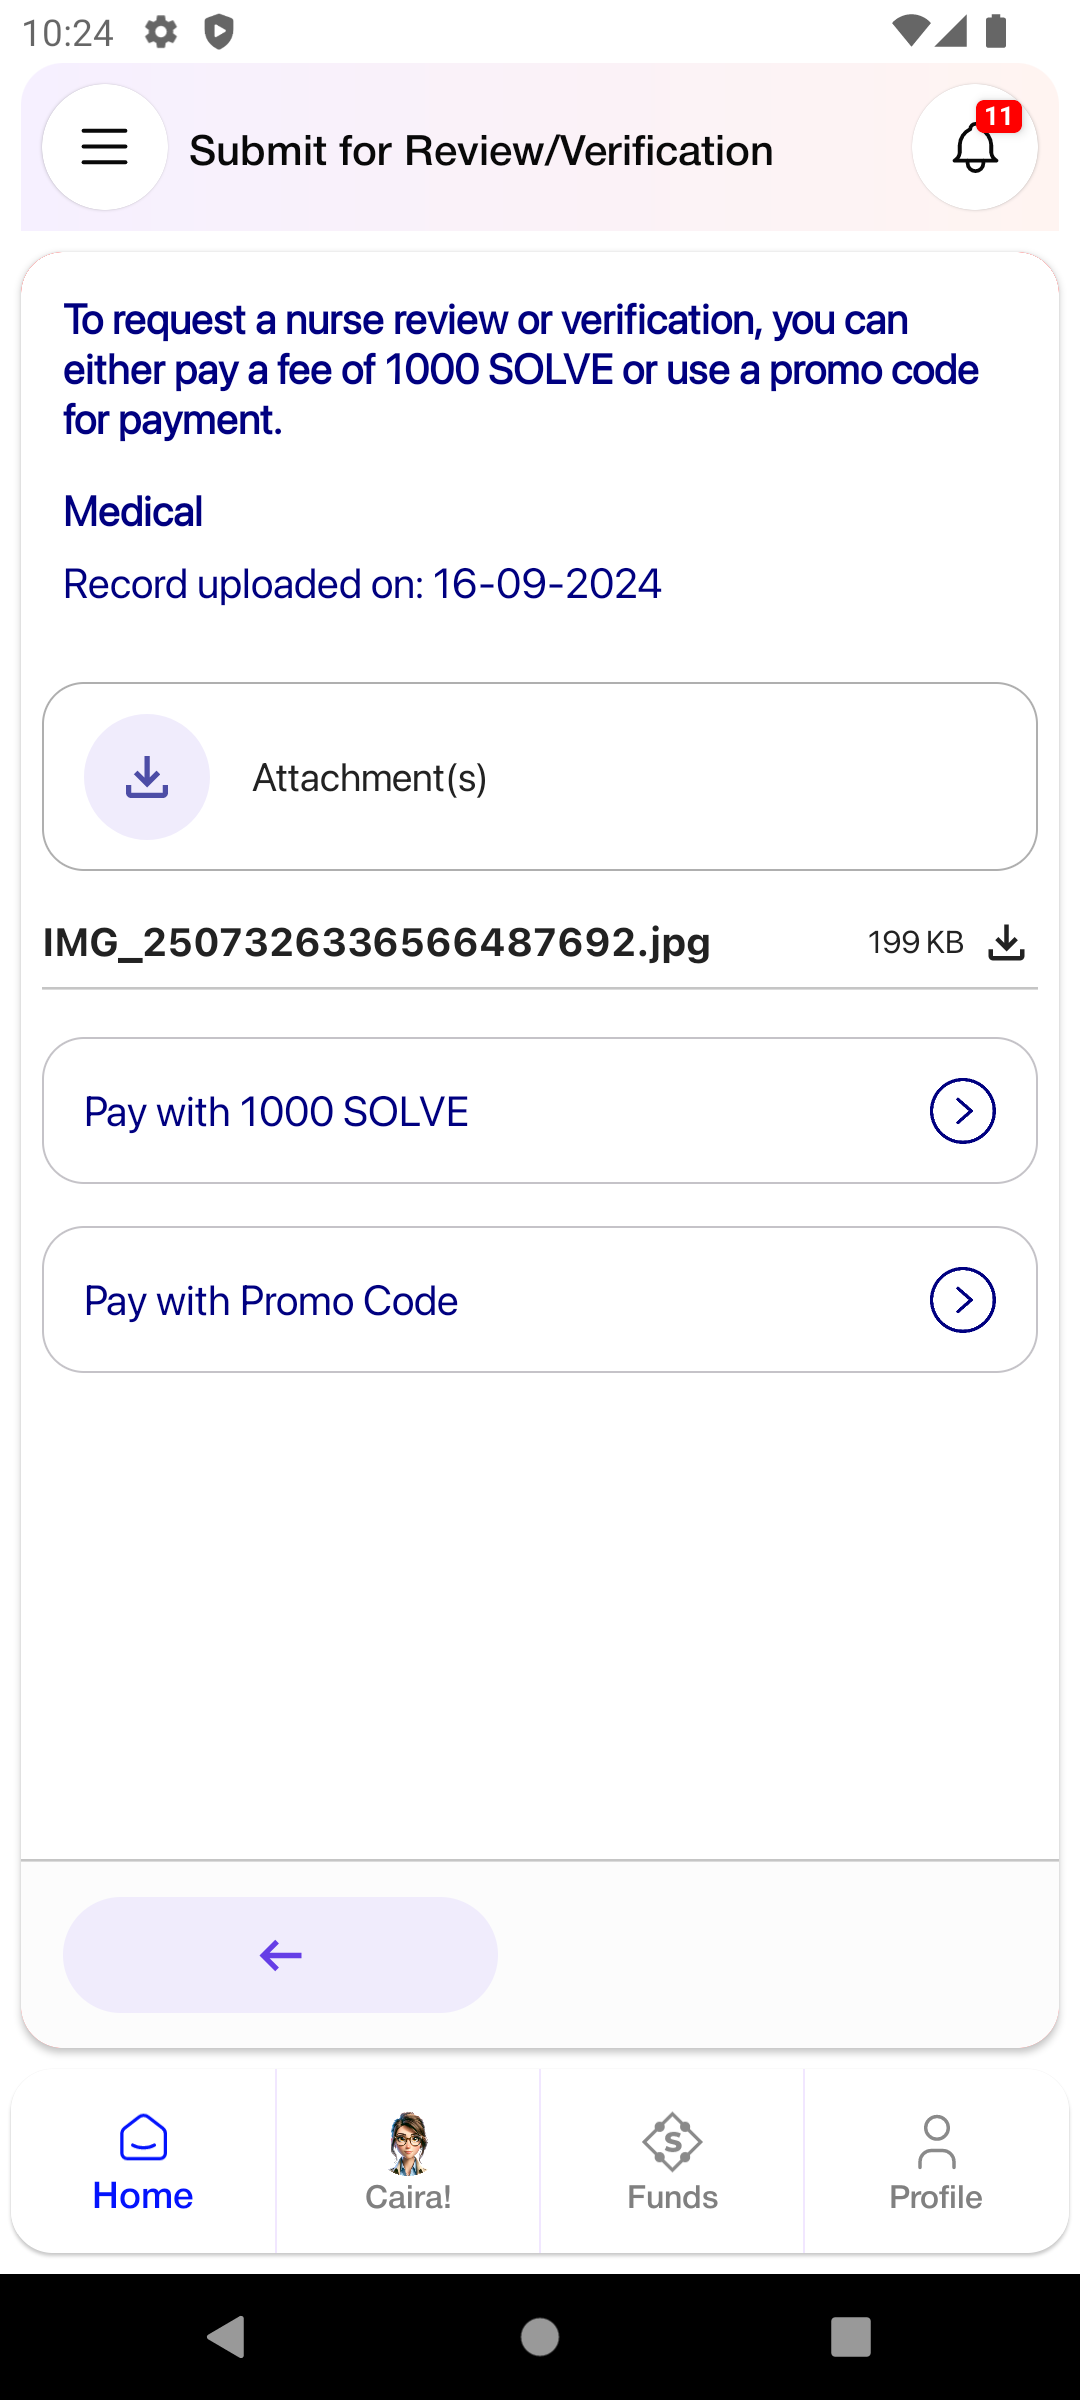 10:24
Submit for Review/Verification
11
To request a nurse review or verification, you can
either pay a fee of 1000 SOLVE or use a promo code
for payment.
Medical
Record uploaded on: 16-09-2024
Attachment(s)
IMG_2507326336566487692.jpg
199 KB
Pay with 1000 SOLVE
Pay with Promo Code
Home
Caira!
S
Funds
Profile